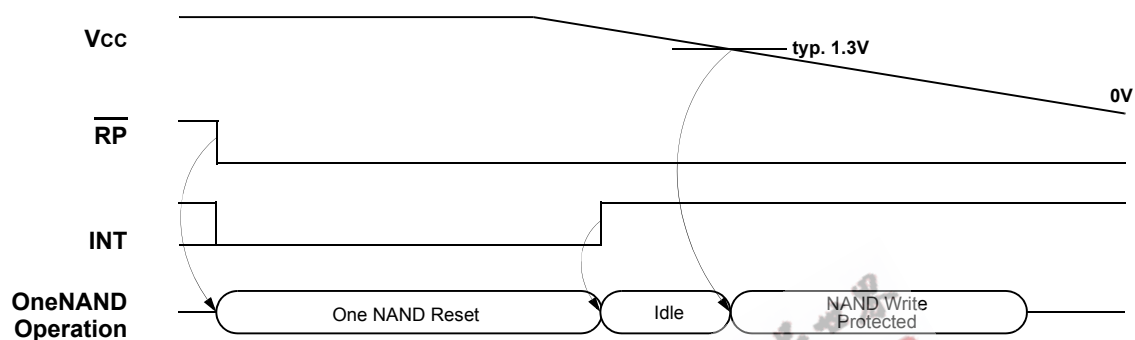 Vcc
typ. 1.3V
0V
RP
INT
OneNAND
Operation
One NAND Reset
Idle
NAND Write
Protected